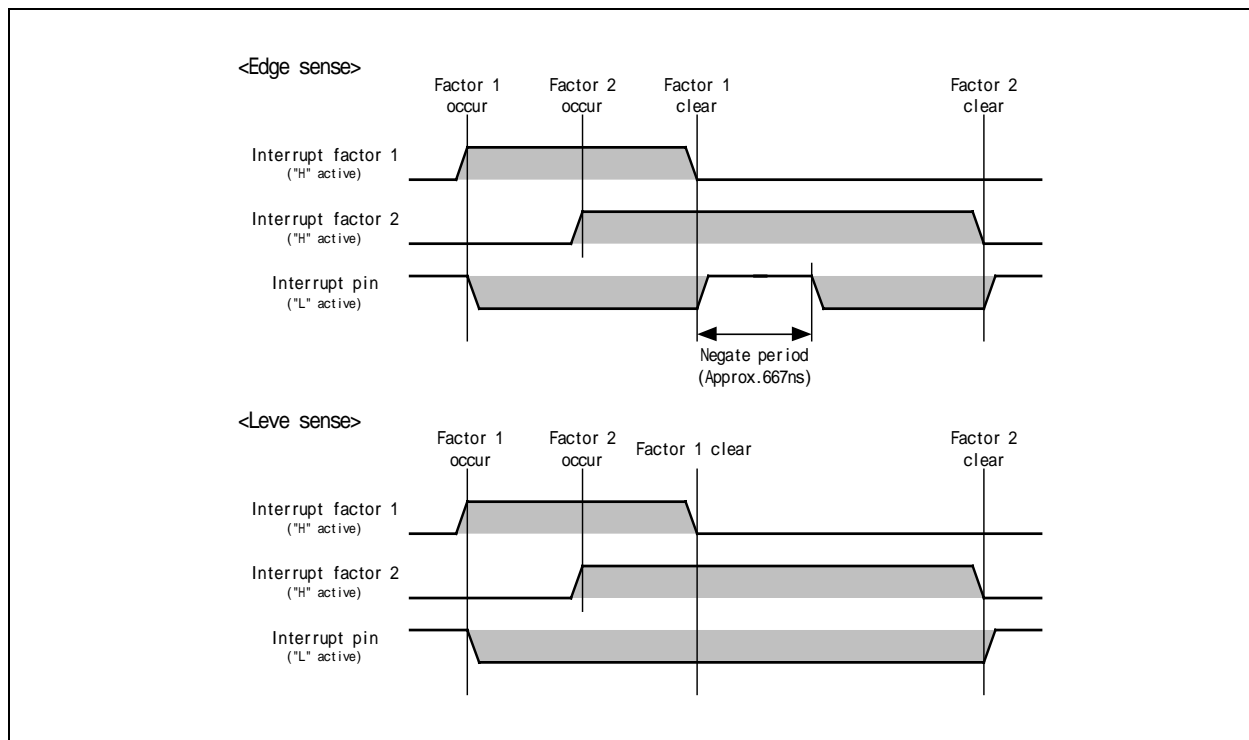 <Edge sense>
Factor 1 Factor 2 Factor 1 Factor 2
occur occur clear clear
Interrupt factor 1
("H" active)
Interrupt factor 2
("H" active)
Interrupt pin
("L" active)
Negate period
(Approx.667ns)
<Leve sense>
Factor 1 Factor 2 Factor 1 clear Factor 2
occur occur clear
Interrupt factor 1
("H" active)
Interrupt factor 2
("H" active)
Interrupt pin
("L" active)